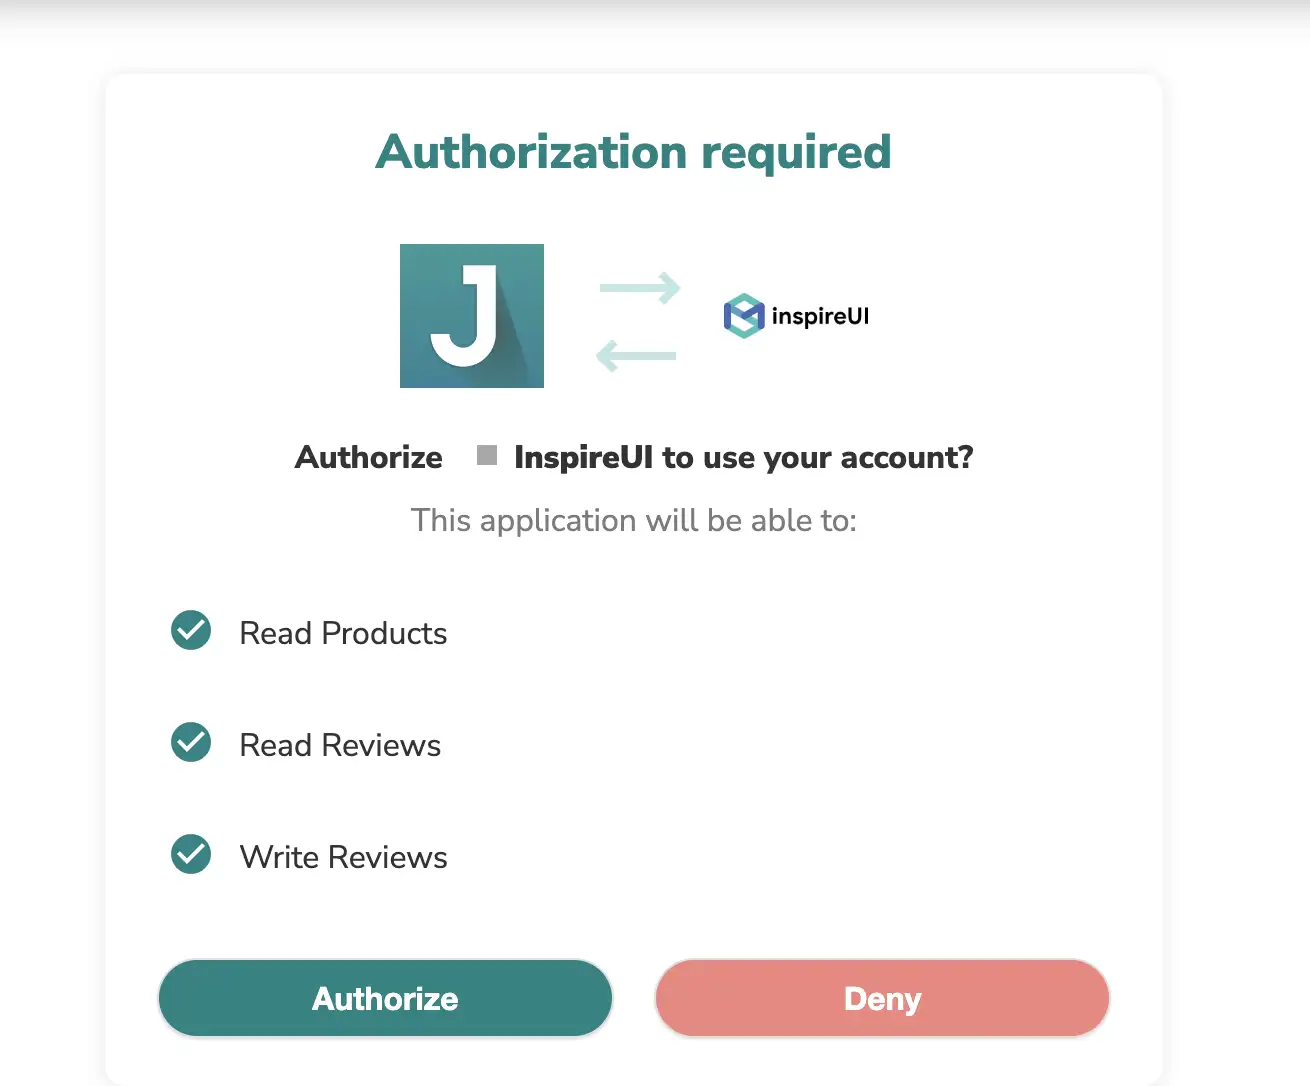 Authorization required
J
inspireUI
Authorize InspireUI to use your account?
This application will be able to:
Read Products
Read Reviews
Write Reviews
Authorize Deny